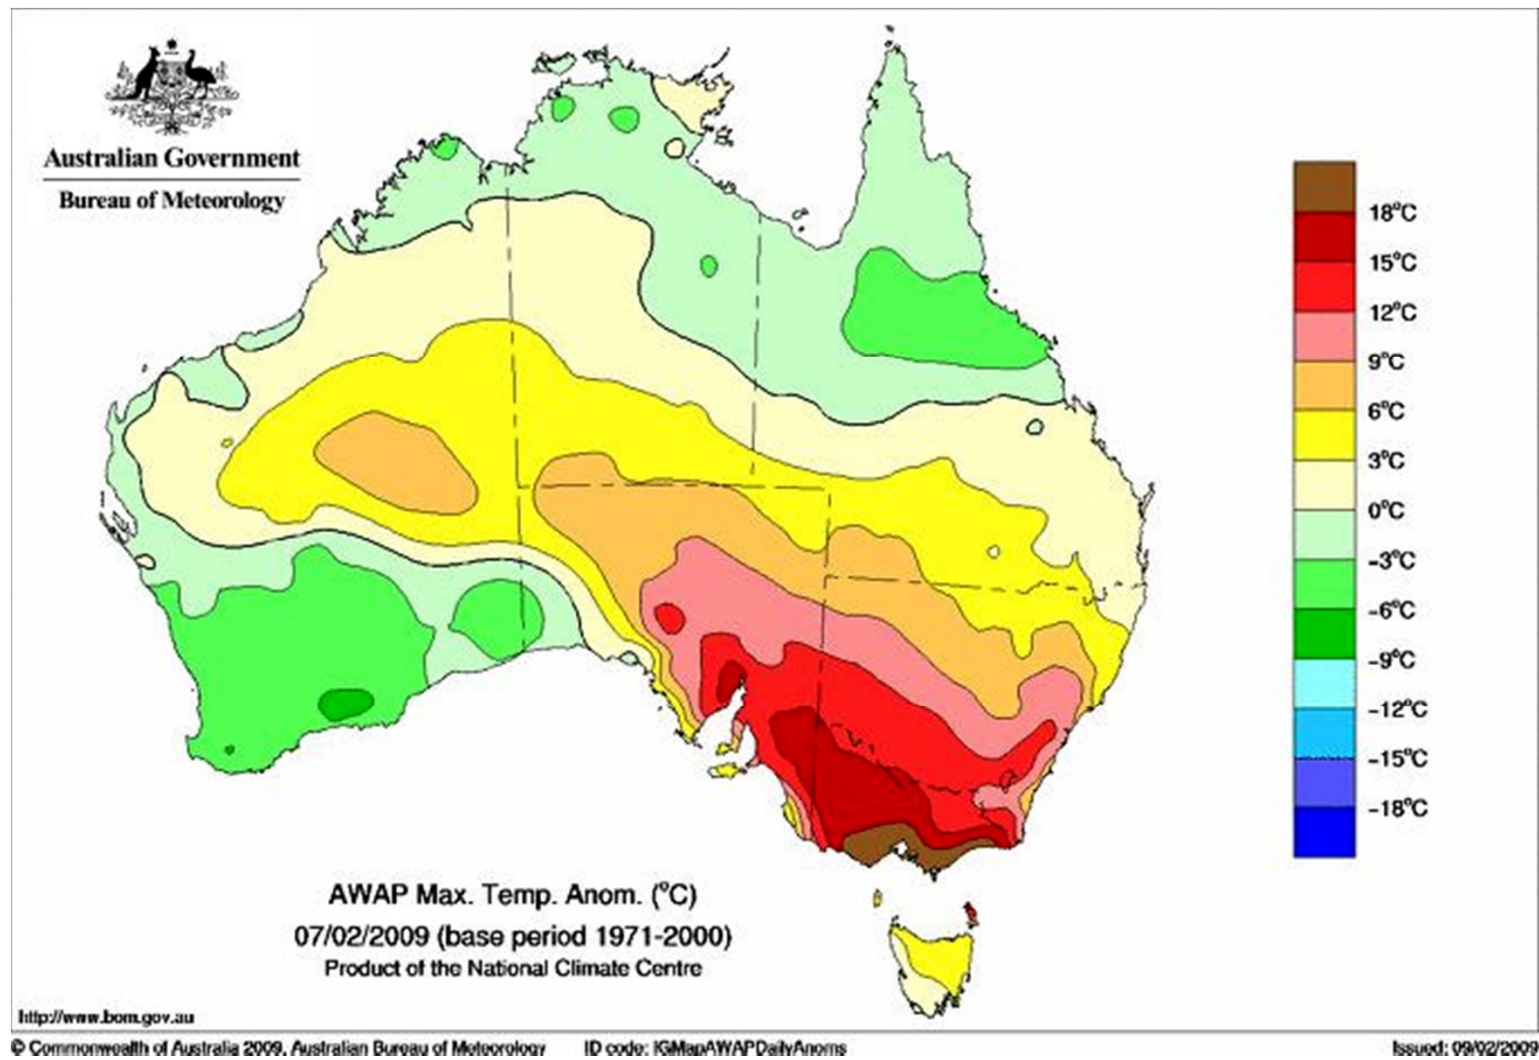 Australian Government
Bureau of Meteorology
18°C
15°C
12°C
9°C
6°C
3°C
0°C
-3°C
-6°C
-9°C
-12°C
-15°C
-18°C
AWAP Max. Temp. Anom. (°C)
07/02/2009 (base period 1971-2000)
Product of the National Climate Centre
http://www.bom.gov.au
© Commonwealth of Australia 2009, Australian Bureau of Meteorology ID code: IGMapAWAPDailyAnoms Issued: 09/02/2009